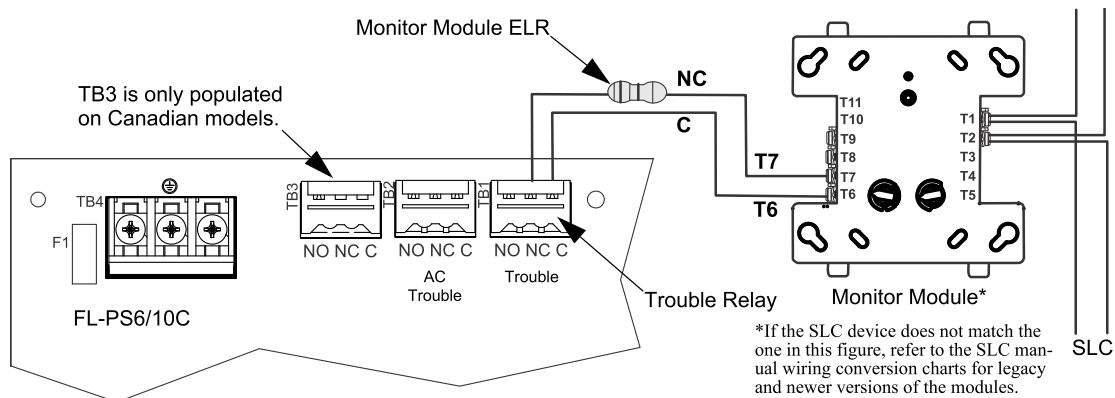 Monitor Module ELR
TB3 is only populated
on Canadian models.
NC
C
T7
T6
T11
T10
T9
T8
T7
T6
T1
T2
T3
T4
T5
TB4
F1
TB3
TB2
TB1
NO NC C
NO NC C
NO NC C
AC
Trouble
Trouble
FL-PS6/10C
Trouble Relay
Monitor Module*
*If the SLC device does not match the
one in this figure, refer to the SLC man-
ual wiring conversion charts for legacy
and newer versions of the modules.
SLC